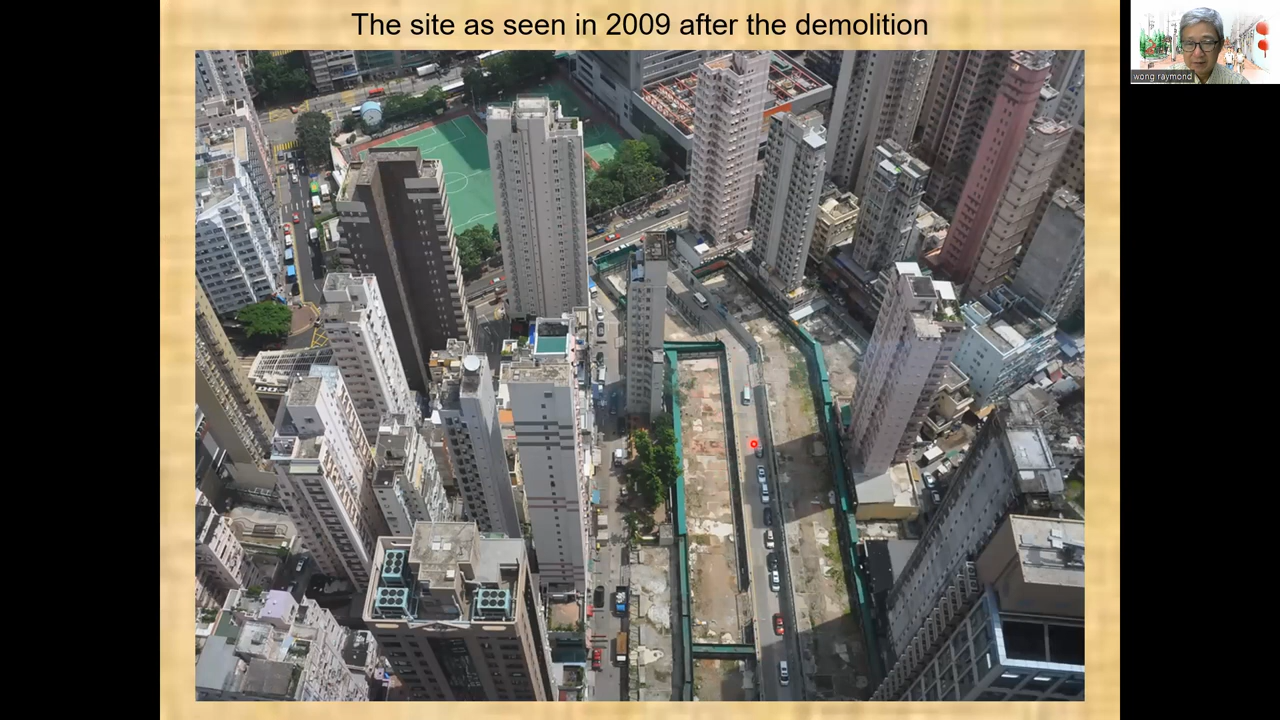 The site as seen in 2009 after the demolition
wong raymond